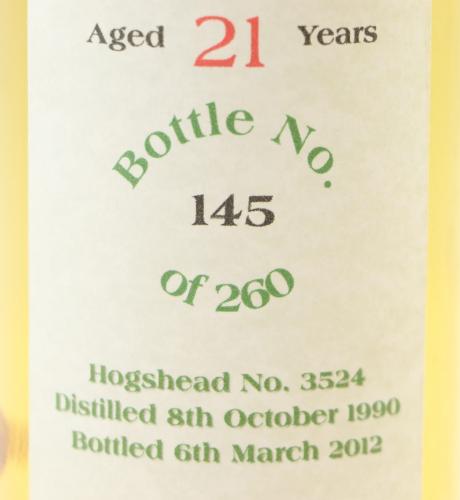 Aged 21 Years
Bottle No.
145
of 260
Hogshead No. 3524
Distilled 8th October 1990
Bottled 6th March 2012